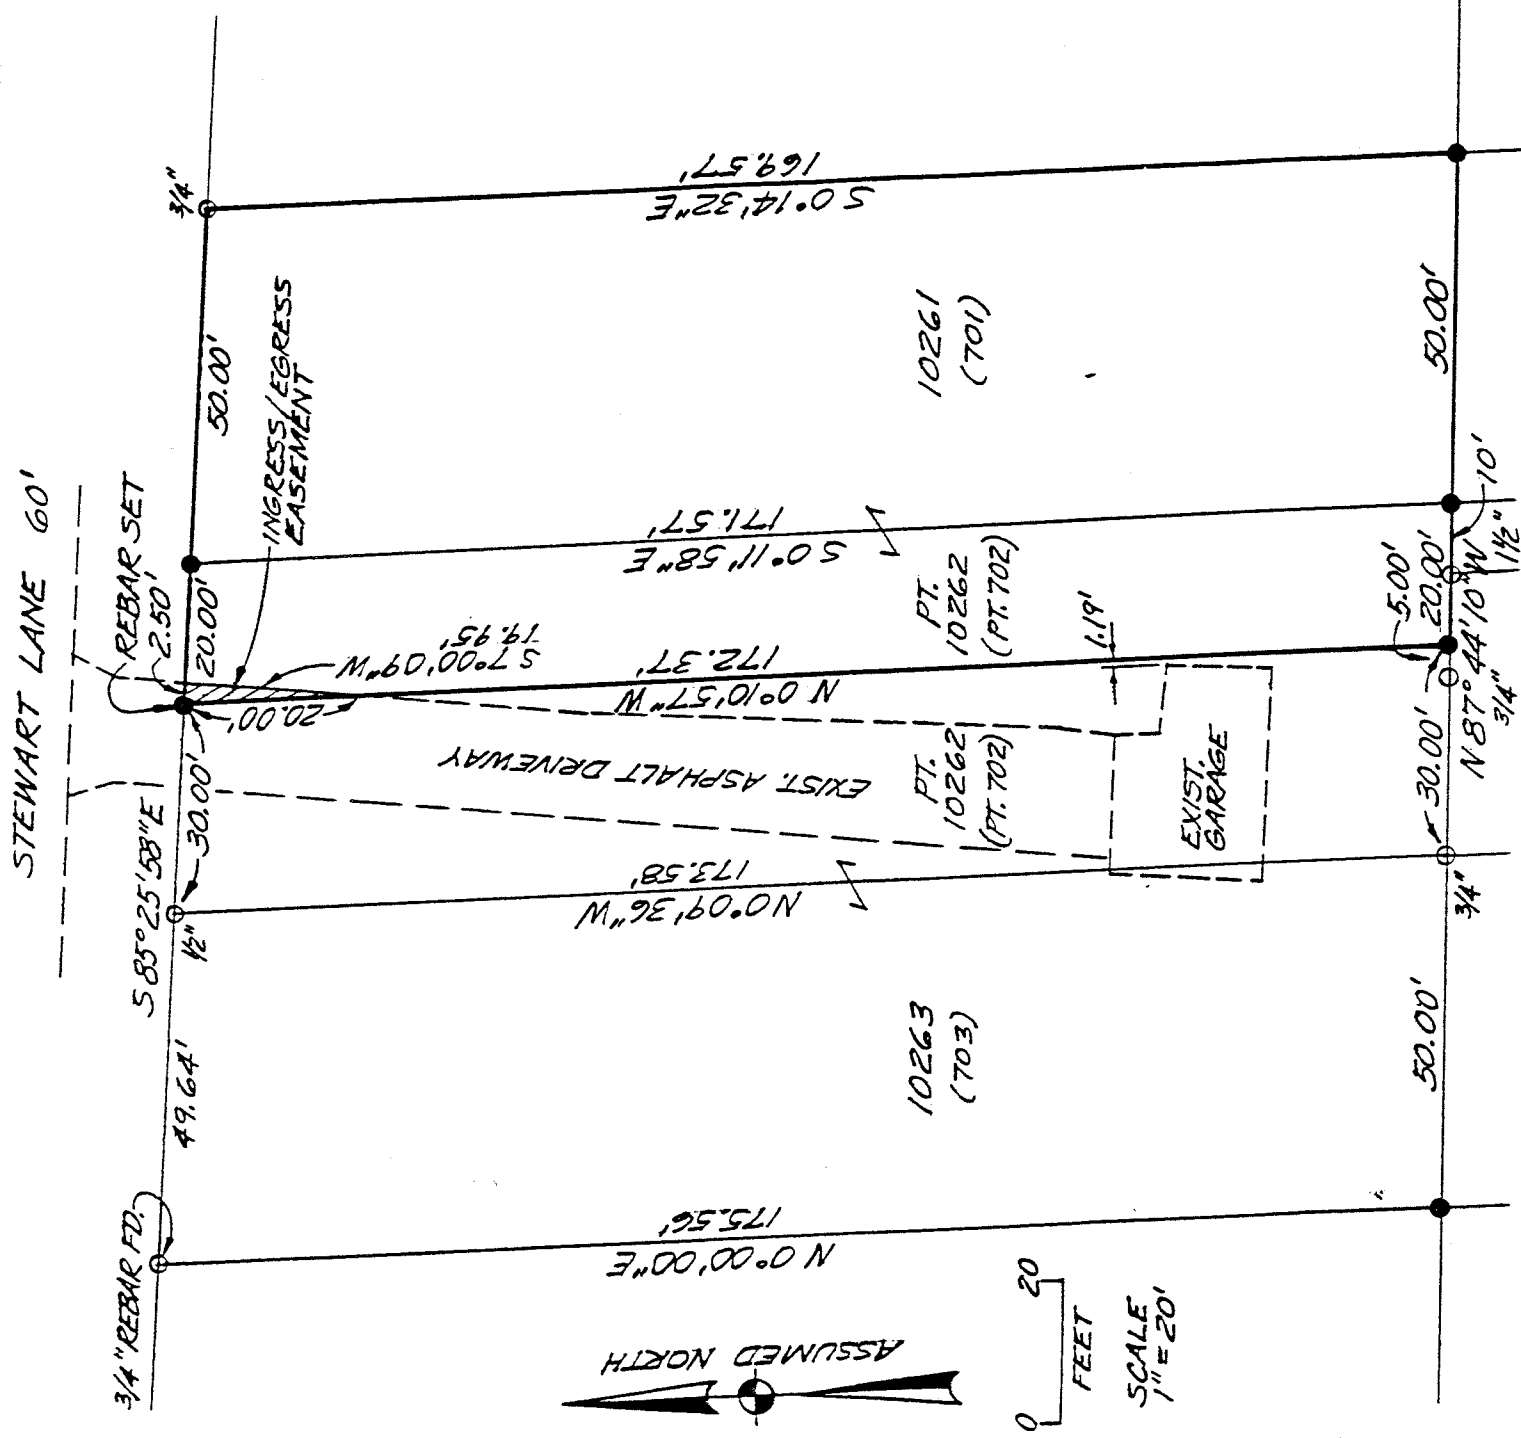 STEWART LANE 60'
3/4" REBAR FD.
49.64'
S 85° 25' 58" E
1/2"
30.00'
REBAR SET
2.50'
20.00'
20.00'
INGRESS/EGRESS
EASEMENT
50.00'
3/4"
N 0° 00' 00" E
175.56'
N 0° 09' 36" W
173.58'
EXIST. ASPHALT DRIVEWAY
N 0° 10' 57" W
172.37'
S 7° 00' 09" W
19.95'
S 0° 11' 58" E
171.57'
S 0° 14' 32" E
169.57'
10263
(703)
PT.
10262
(PT. 702)
PT.
10262
(PT. 702)
10261
(701)
EXIST.
GARAGE
1.19'
50.00'
3/4"
30.00'
5.00'
20.00'
50.00'
N 87° 44' 10" W
3/4"
1/2"
10'
ASSUMED NORTH
0 20
FEET
SCALE
1" = 20'